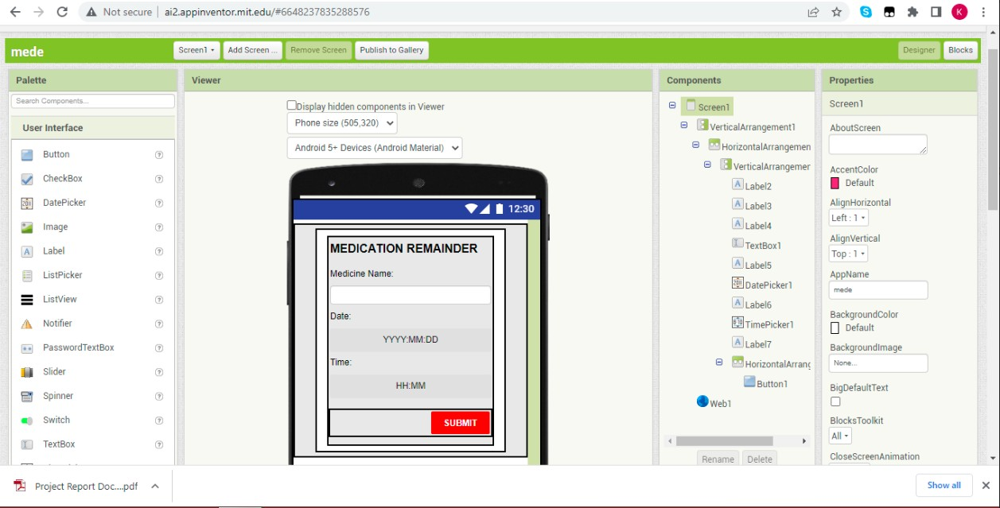 Not secure | ai2.appinventor.mit.edu/#6648237835288576
K
mede
Screen1
Add Screen ...
Remove Screen
Publish to Gallery
Designer
Blocks
Palette
Search Components...
User Interface
Button
CheckBox
DatePicker
Image
Label
ListPicker
ListView
Notifier
PasswordTextBox
Slider
Spinner
Switch
TextBox
Viewer
Display hidden components in Viewer
Phone size (505,320)
Android 5+ Devices (Android Material)
12:30
MEDICATION REMAINDER
Medicine Name:
Date:
YYYY:MM:DD
Time:
HH:MM
SUBMIT
Components
Screen1
VerticalArrangement1
HorizontalArrangemen
VerticalArrangemer
Label2
Label3
Label4
TextBox1
Label5
DatePicker1
Label6
TimePicker1
Label7
HorizontalArrang
Button1
Web1
Rename
Delete
Properties
Screen1
AboutScreen
AccentColor
Default
AlignHorizontal
Left : 1
AlignVertical
Top : 1
AppName
mede
BackgroundColor
Default
BackgroundImage
None...
BigDefaultText
BlocksToolkit
All
CloseScreenAnimation
Project Report Doc....pdf
Show all